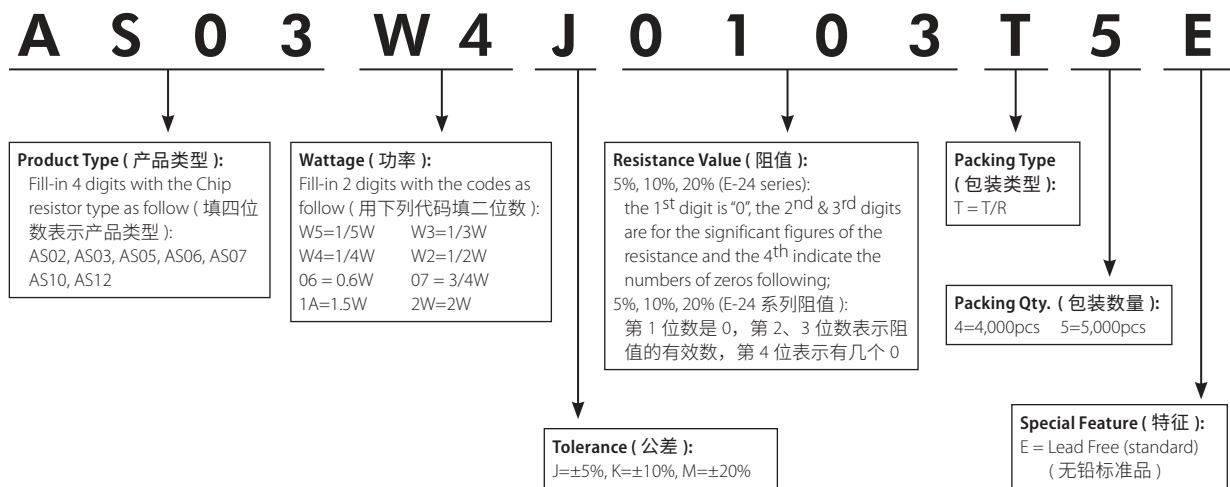 A S 0 3 W 4 J 0 1 0 3 T 5 E
Product Type ( 产品类型 ):
Fill-in 4 digits with the Chip
resistor type as follow ( 填四位
数表示产品类型 ):
AS02, AS03, AS05, AS06, AS07
AS10, AS12
Wattage ( 功率 ):
Fill-in 2 digits with the codes as
follow ( 用下列代码填二位数 ):
W5=1/5W W3=1/3W
W4=1/4W W2=1/2W
06 = 0.6W 07 = 3/4W
1A=1.5W 2W=2W
Resistance Value ( 阻值 ):
5%, 10%, 20% (E-24 series):
the 1st digit is “0”, the 2nd & 3rd digits
are for the significant figures of the
resistance and the 4th indicate the
numbers of zeros following;
5%, 10%, 20% (E-24 系列阻值 ):
第 1 位数是 0，第 2、3 位数表示阻
值的有效数，第 4 位表示有几个 0
Packing Type
( 包装类型 ):
T = T/R
Packing Qty. ( 包装数量 ):
4=4,000pcs 5=5,000pcs
Tolerance ( 公差 ):
J=±5%, K=±10%, M=±20%
Special Feature ( 特征 ):
E = Lead Free (standard)
( 无铅标准品 )